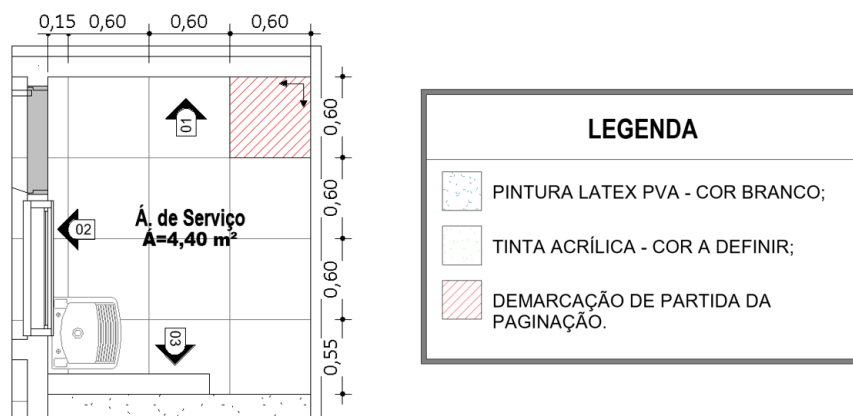 0,15 0,60 0,60 0,60
0,60
01
0,60
Á. de Serviço
Á=4,40 m²
02
0,60
03
0,55
LEGENDA
PINTURA LATEX PVA - COR BRANCO;
TINTA ACRÍLICA - COR A DEFINIR;
DEMARCAÇÃO DE PARTIDA DA
PAGINAÇÃO.